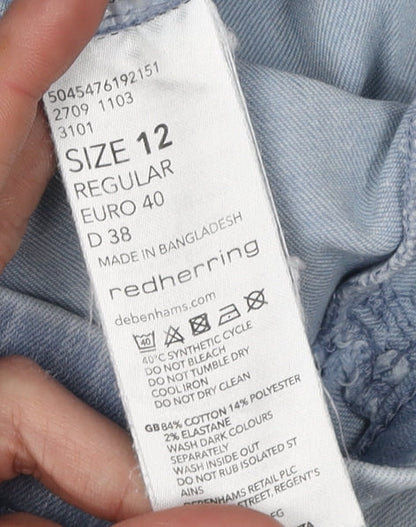 5045476192151
2709 1103
3101
SIZE 12
REGULAR
EURO 40
D 38
MADE IN BANGLADESH
redherring
debenhams.com
40
40°C SYNTHETIC CYCLE
DO NOT BLEACH
DO NOT TUMBLE DRY
COOL IRON
DO NOT DRY CLEAN
GB 84% COTTON 14% POLYESTER
2% ELASTANE
WASH DARK COLOURS
SEPARATELY
WASH INSIDE OUT
DO NOT RUB ISOLATED ST
AINS
DEBENHAMS RETAIL PLC
STREET, REGENT'S